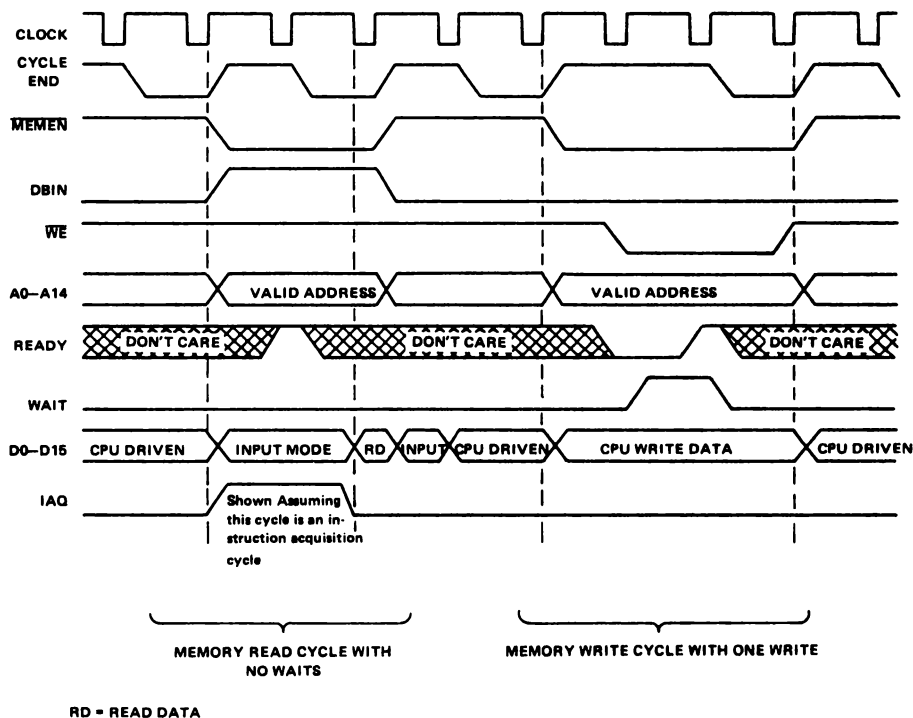 CLOCK
CYCLE
END
MEMEN
DBIN
WE
A0—A14 VALID ADDRESS VALID ADDRESS
READY DON'T CARE DON'T CARE DON'T CARE
WAIT
D0—D15 CPU DRIVEN INPUT MODE RD INPUT CPU DRIVEN CPU WRITE DATA CPU DRIVEN
IAQ
Shown Assuming
this cycle is an in-
struction acquisition
cycle
MEMORY READ CYCLE WITH
NO WAITS
MEMORY WRITE CYCLE WITH ONE WRITE
RD = READ DATA